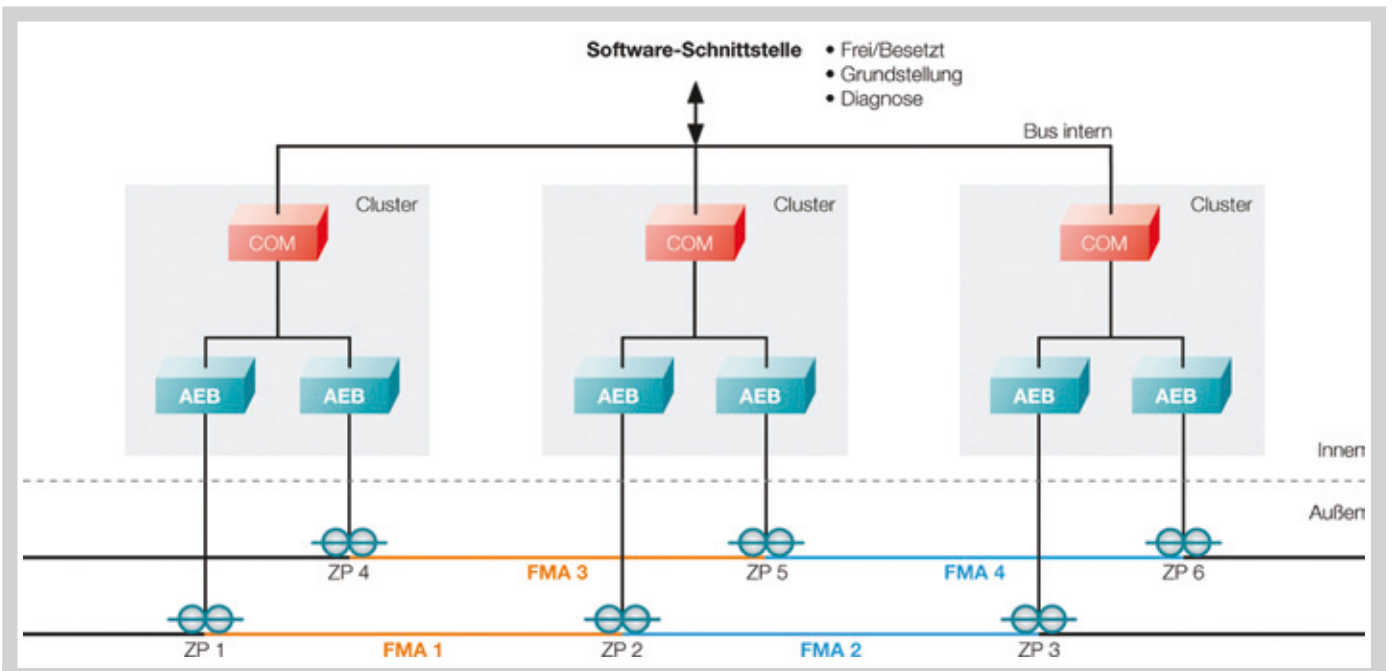 Software-Schnittstelle
• Frei/Besetzt
• Grundstellung
• Diagnose
Bus intern
Cluster
Cluster
Cluster
COM
COM
COM
AEB
AEB
AEB
AEB
AEB
AEB
Innen
Außen
ZP 4
FMA 3
ZP 5
FMA 4
ZP 6
ZP 1
FMA 1
ZP 2
FMA 2
ZP 3